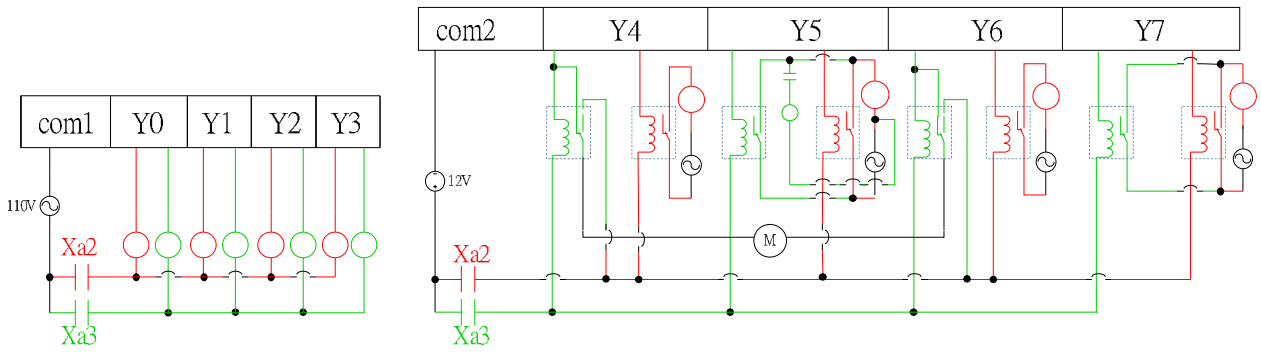 com2 Y4 Y5 Y6 Y7
com1 Y0 Y1 Y2 Y3
12V
110V
M
Xa2
Xa3
Xa2
Xa3